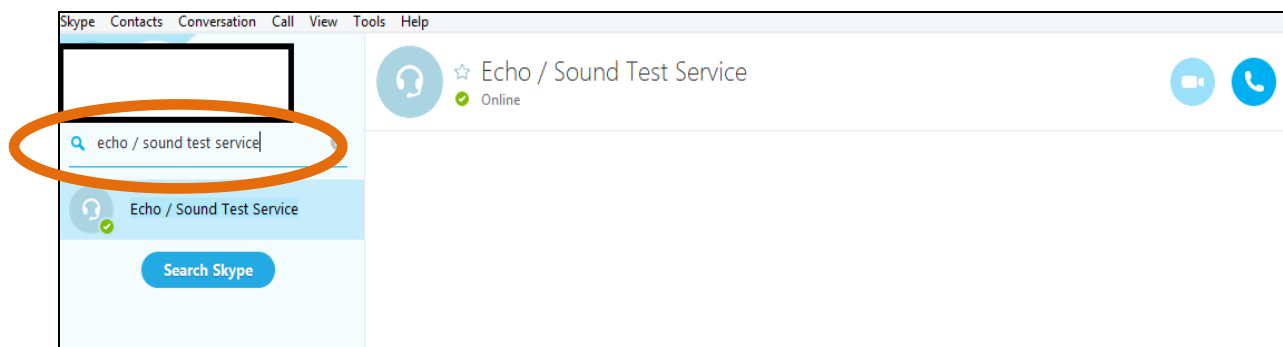 Skype Contacts Conversation Call View Tools Help
Echo / Sound Test Service
Online
echo / sound test service
Echo / Sound Test Service
Search Skype